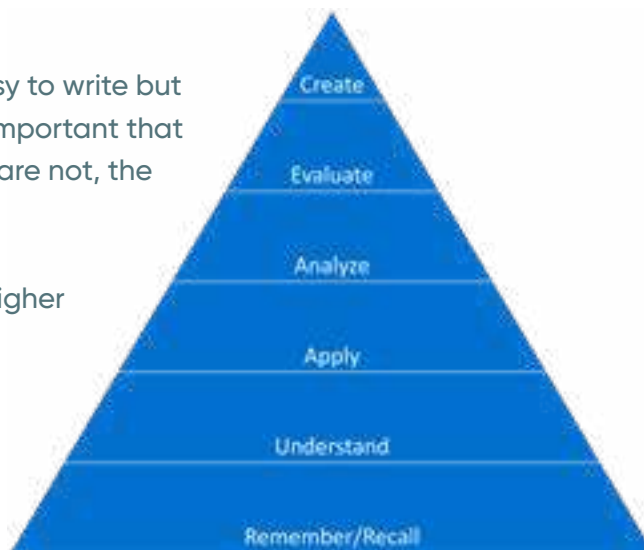 sy to write but
mportant that
are not, the
igher
Create
Evaluate
Analyze
Apply
Understand
Remember/Recall